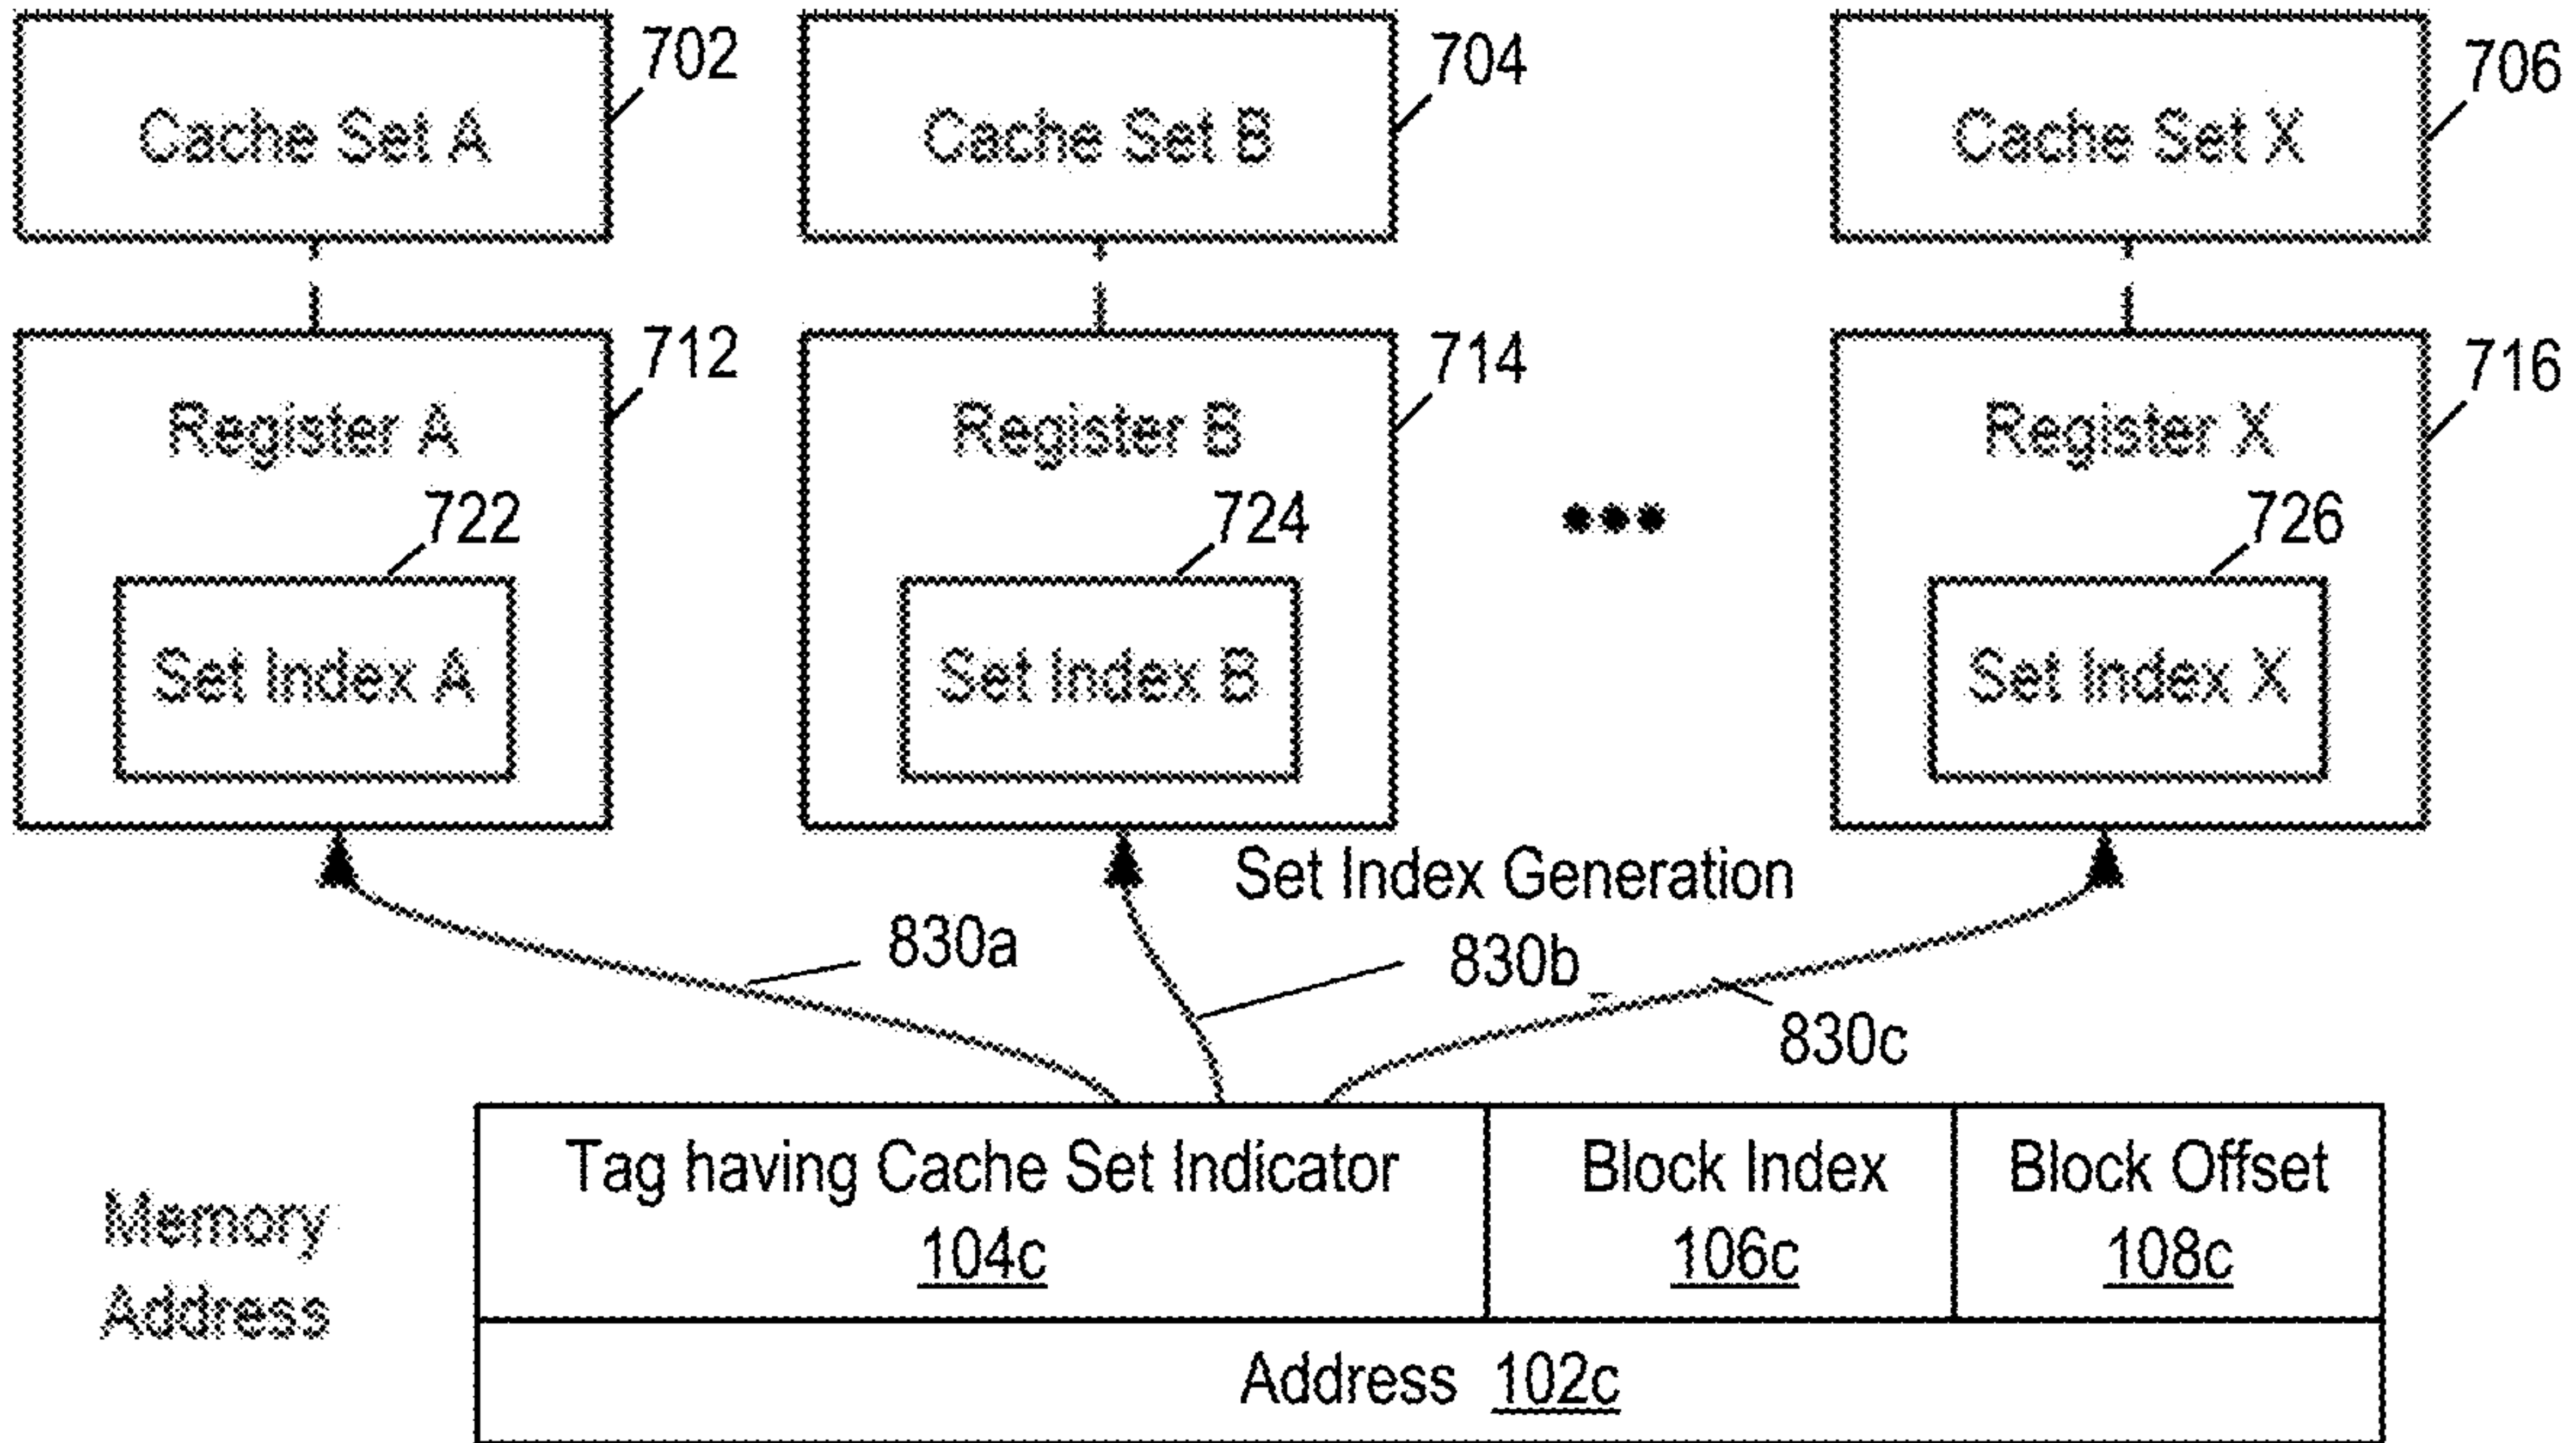 702
704
706
Cache Set A
Cache Set B
Cache Set X
712
714
716
Register A
Register B
Register X
722
724
726
Set Index A
Set Index B
Set Index X
Set Index Generation
830a
830b
830c
Memory
Address
Tag having Cache Set Indicator
104c
Block Index
106c
Block Offset
108c
Address 102c